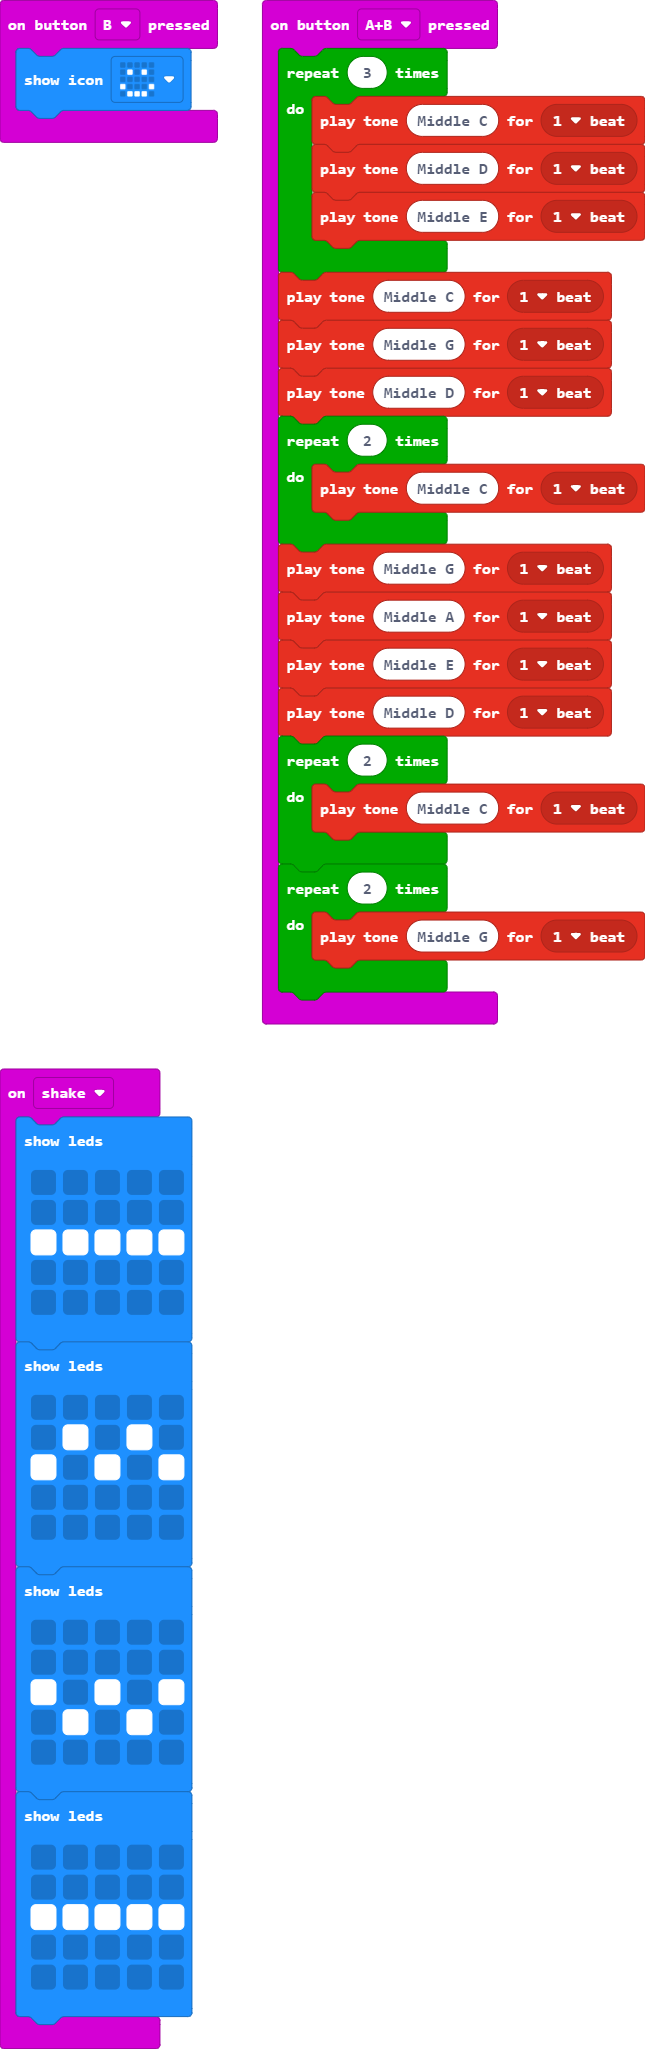 on button B pressed
show icon
on button A+B pressed
repeat 3 times
do
play tone Middle C for 1 beat
play tone Middle D for 1 beat
play tone Middle E for 1 beat
play tone Middle C for 1 beat
play tone Middle G for 1 beat
play tone Middle D for 1 beat
repeat 2 times
do
play tone Middle C for 1 beat
play tone Middle G for 1 beat
play tone Middle A for 1 beat
play tone Middle E for 1 beat
play tone Middle D for 1 beat
repeat 2 times
do
play tone Middle C for 1 beat
repeat 2 times
do
play tone Middle G for 1 beat
on shake
show leds
show leds
show leds
show leds